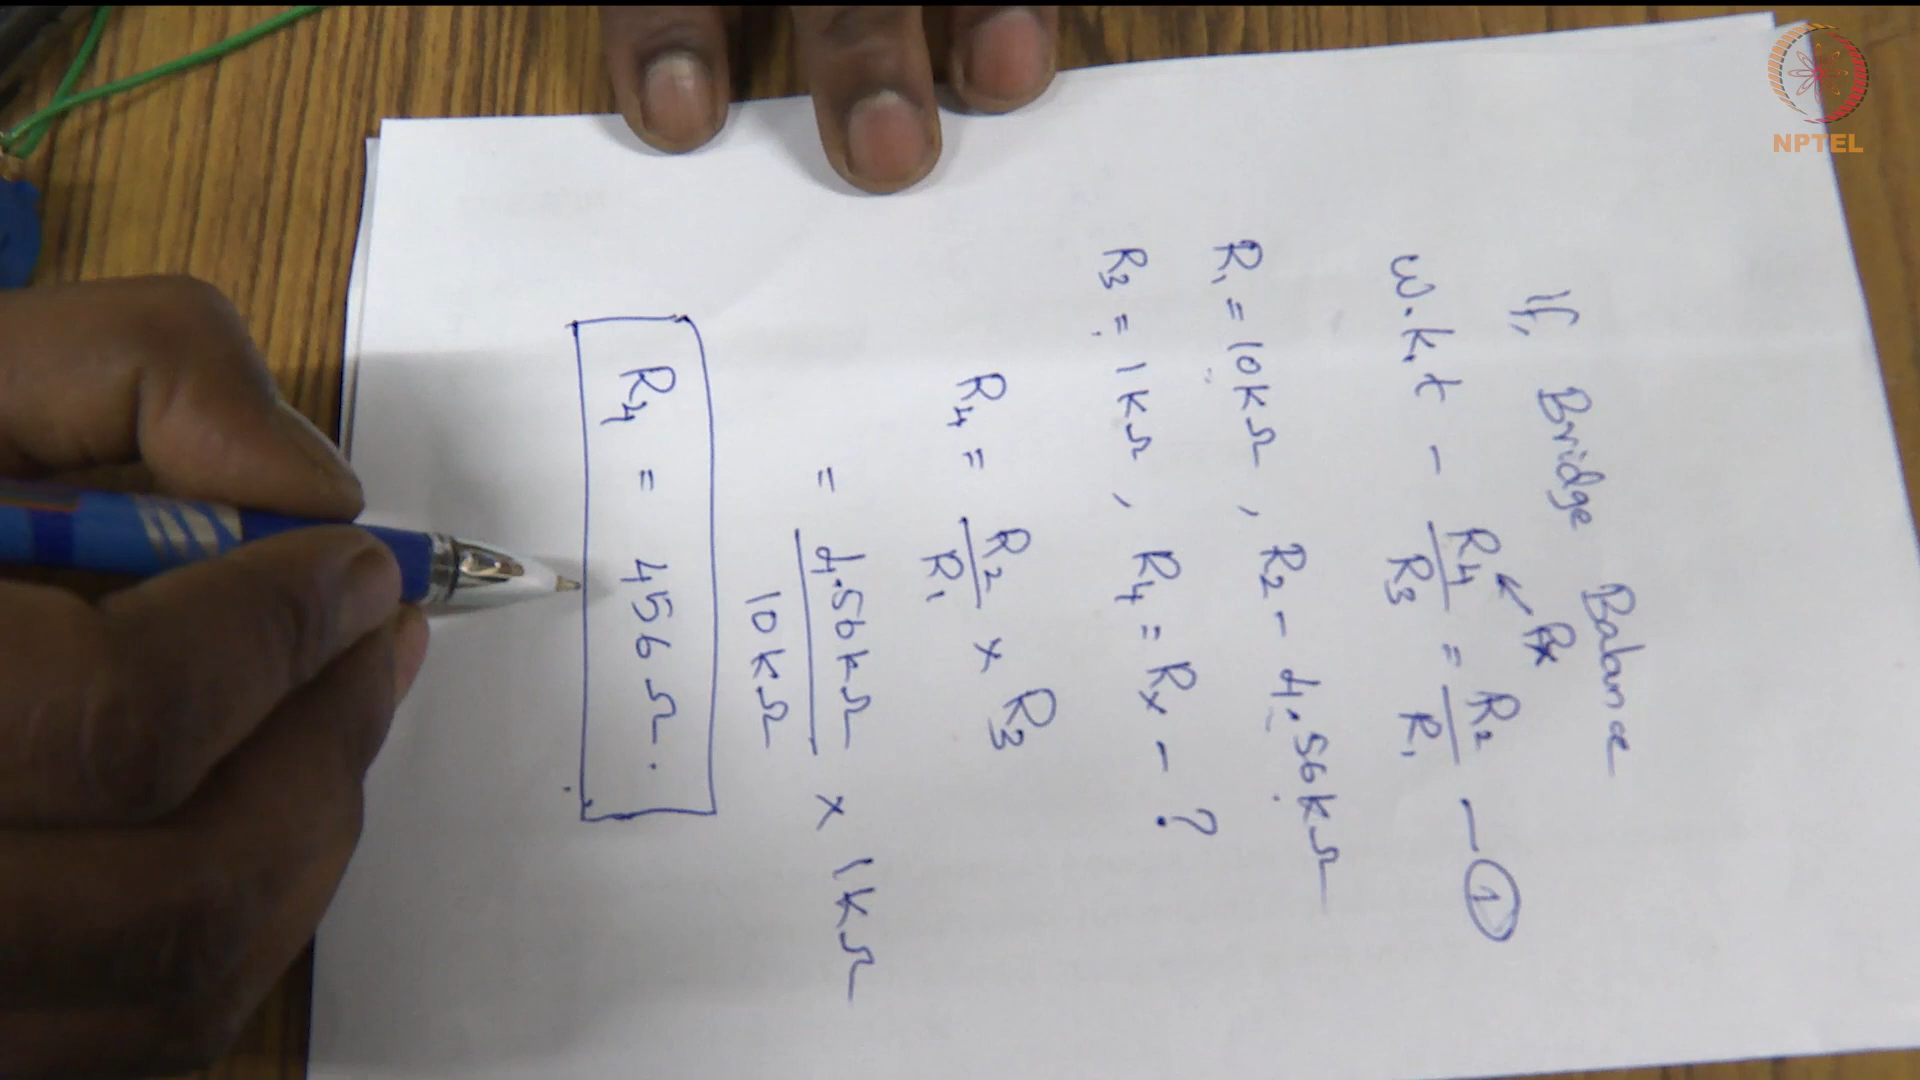 If, Bridge Balance
w.k.t - R4/R3 = R2/R1 - ①
Rx
R1 = 10kΩ, R2 - 4.56kΩ
R3 = 1kΩ, R4 = Rx - ?
R4 = R2/R1 × R3
= 4.56kΩ/10kΩ × 1kΩ
R4 = 456Ω.
NPTEL